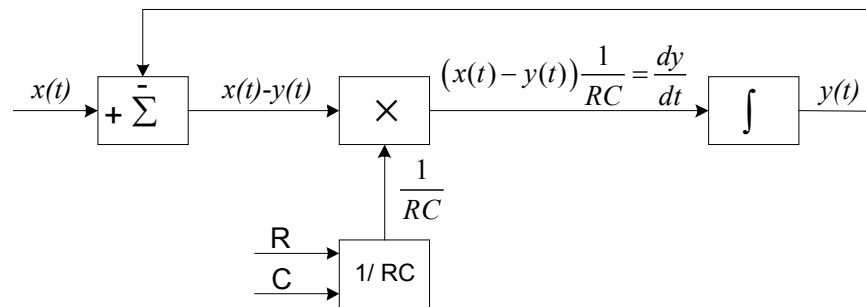 x(t)
-
+ Σ
x(t)-y(t)
×
(x(t) − y(t)) 1/RC = dy/dt
∫
y(t)
1/RC
R
C
1/ RC